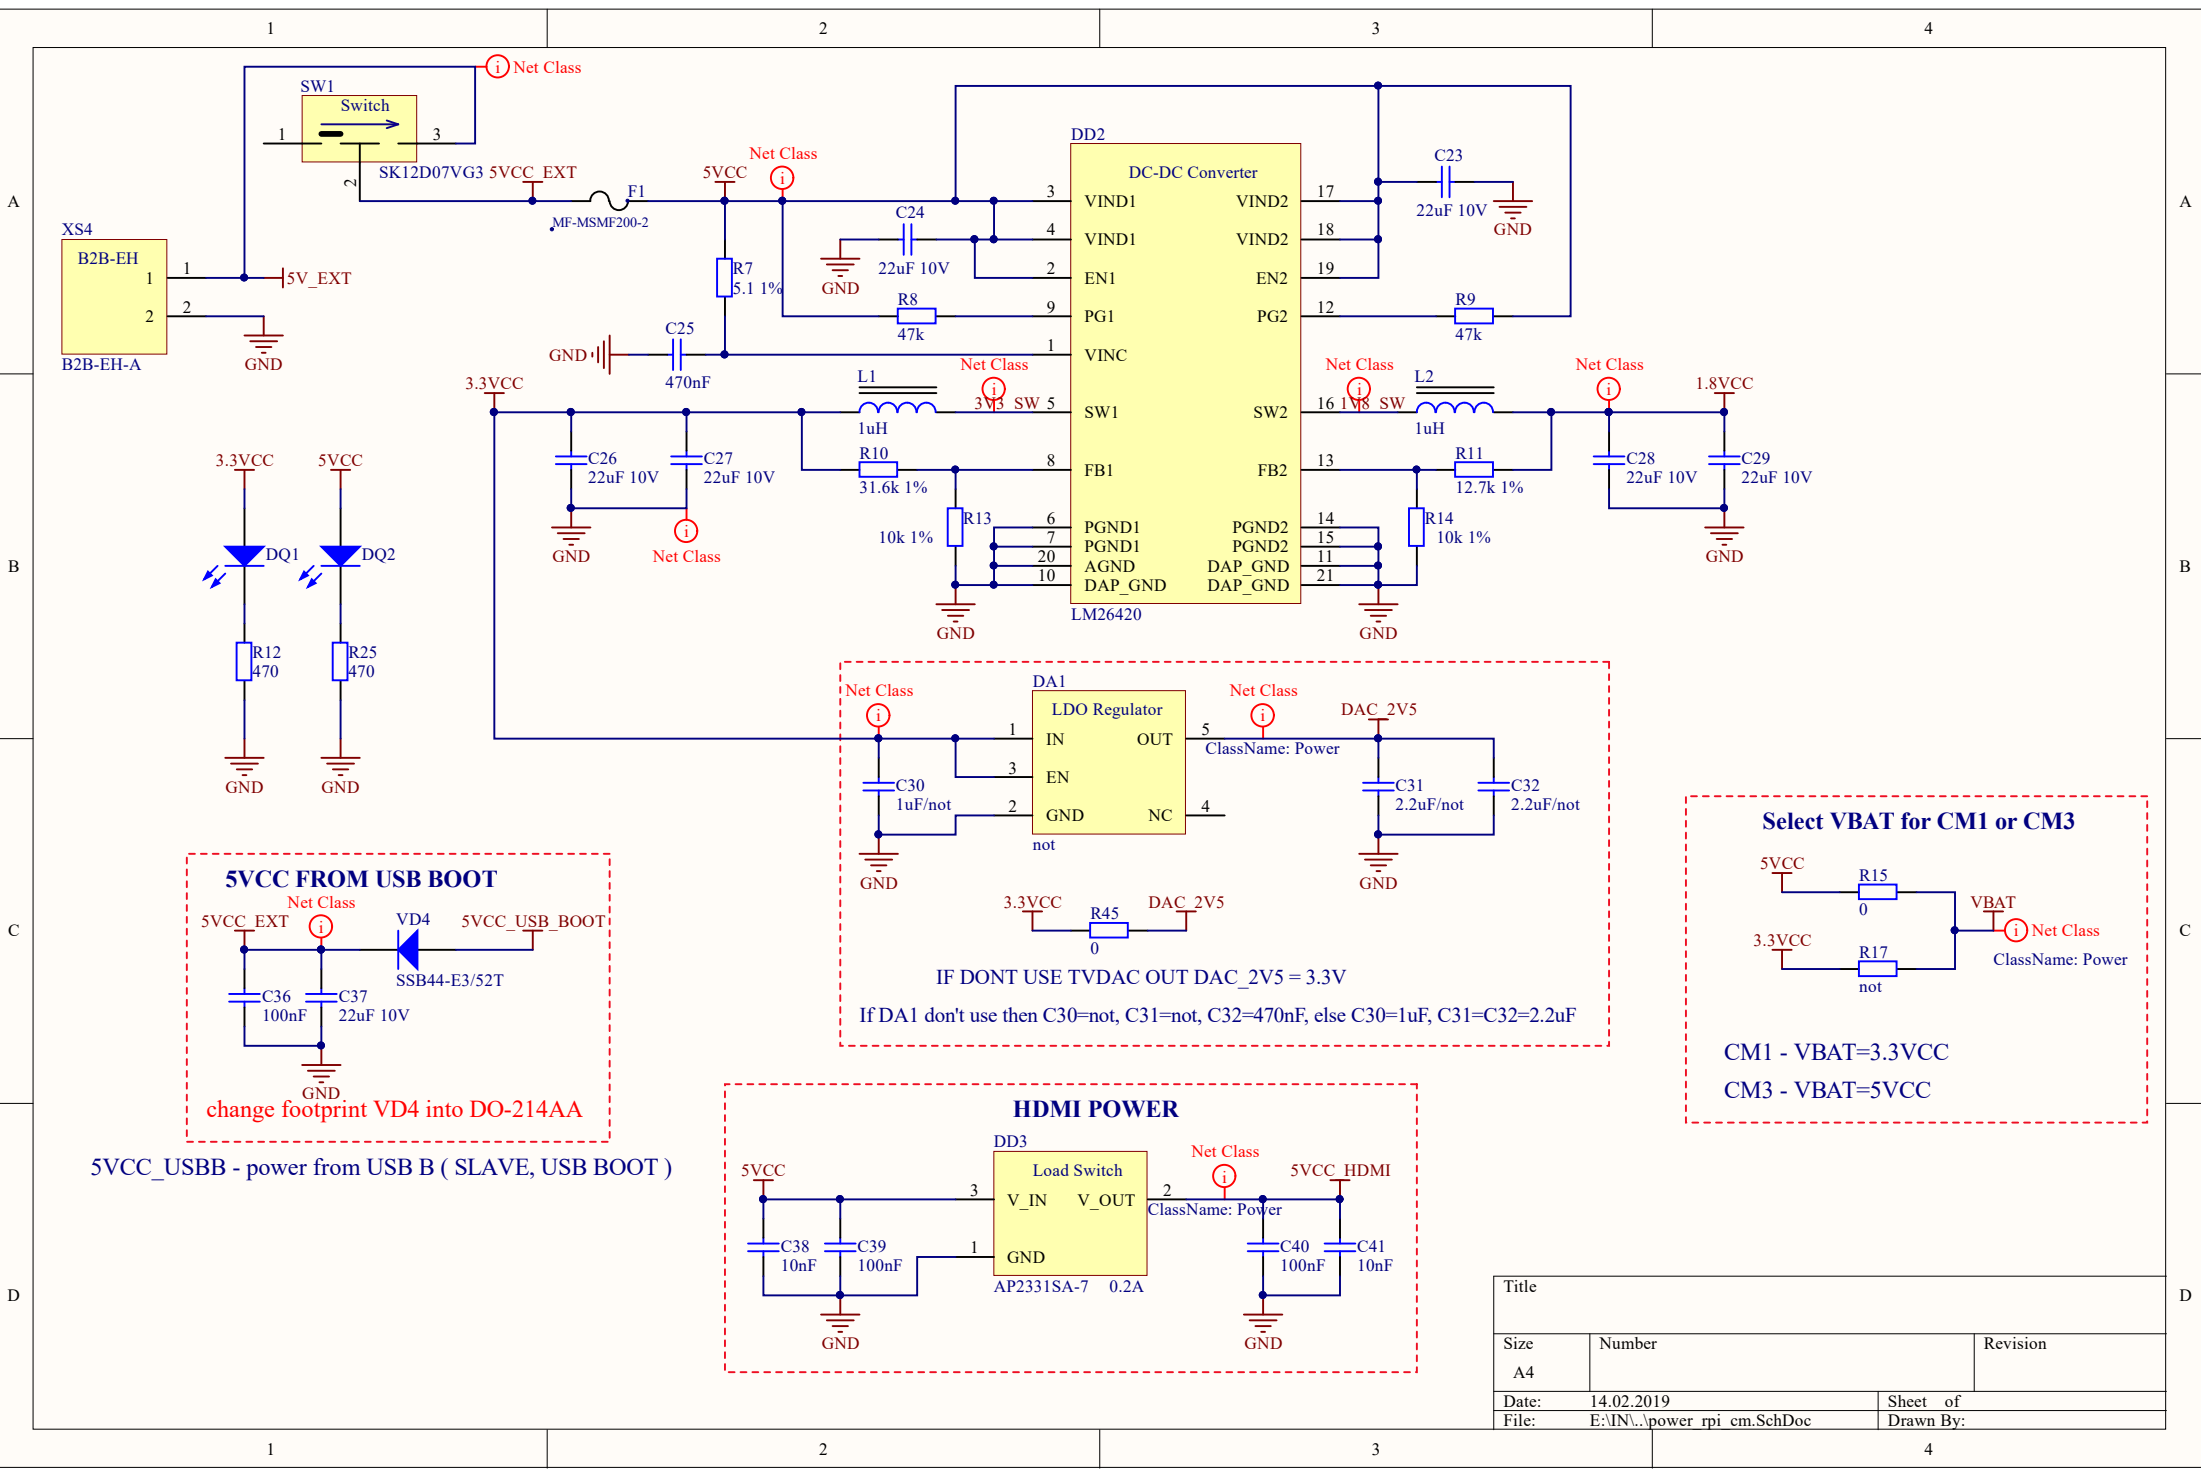 1 2 3 4
A
B
C
D
A
B
C
D
1 2 3 4
Net Class
SW1
Switch
1
3
2
SK12D07VG3
5VCC_EXT
F1
MF-MSMF200-2
5VCC
Net Class
XS4
B2B-EH
1
2
1
2
B2B-EH-A
5V_EXT
GND
R7
5.1 1%
C24
22uF 10V
GND
R8
47k
C25
470nF
GND
DD2
DC-DC Converter
3 VIND1
4 VIND1
2 EN1
9 PG1
1 VINC
5 SW1
8 FB1
6 PGND1
7 PGND1
20 AGND
10 DAP_GND
VIND2 17
VIND2 18
EN2 19
PG2 12
SW2 16
FB2 13
PGND2 14
PGND2 15
DAP_GND 11
DAP_GND 21
LM26420
C23
22uF 10V
GND
R9
47k
3.3VCC
L1
1uH
Net Class
3V3_SW
C26
22uF 10V
C27
22uF 10V
GND
Net Class
R10
31.6k 1%
R13
10k 1%
GND
Net Class
1V8_SW
L2
1uH
Net Class
1.8VCC
R11
12.7k 1%
R14
10k 1%
GND
C28
22uF 10V
C29
22uF 10V
GND
3.3VCC
5VCC
DQ1
DQ2
R12
470
R25
470
GND
GND
Net Class
DA1
LDO Regulator
1 IN
3 EN
2 GND
OUT 5
NC 4
not
Net Class
ClassName: Power
DAC_2V5
C30
1uF/not
GND
C31
2.2uF/not
C32
2.2uF/not
GND
3.3VCC
R45
0
DAC_2V5
IF DONT USE TVDAC OUT DAC_2V5 = 3.3V
If DA1 don't use then C30=not, C31=not, C32=470nF, else C30=1uF, C31=C32=2.2uF
Select VBAT for CM1 or CM3
5VCC
R15
0
3.3VCC
R17
not
VBAT
Net Class
ClassName: Power
CM1 - VBAT=3.3VCC
CM3 - VBAT=5VCC
5VCC FROM USB BOOT
5VCC_EXT
Net Class
VD4
5VCC_USB_BOOT
SSB44-E3/52T
C36
100nF
C37
22uF 10V
GND
change footprint VD4 into DO-214AA
5VCC_USBB - power from USB B ( SLAVE, USB BOOT )
HDMI POWER
5VCC
DD3
Load Switch
3 V_IN
V_OUT 2
1 GND
AP2331SA-7 0.2A
Net Class
ClassName: Power
5VCC_HDMI
C38
10nF
C39
100nF
GND
C40
100nF
C41
10nF
GND
Title
Size
A4
Number
Revision
Date: 14.02.2019
Sheet of
File: E:\IN\..\power_rpi_cm.SchDoc
Drawn By: